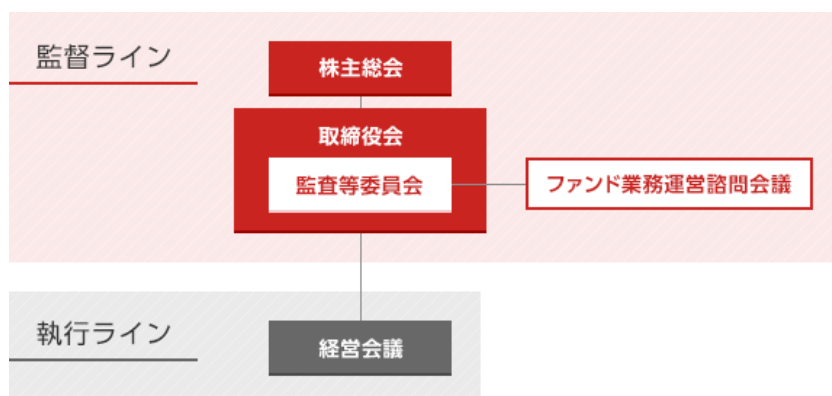 監督ライン
株主総会
取締役会
監査等委員会
ファンド業務運営諮問会議
執行ライン
経営会議